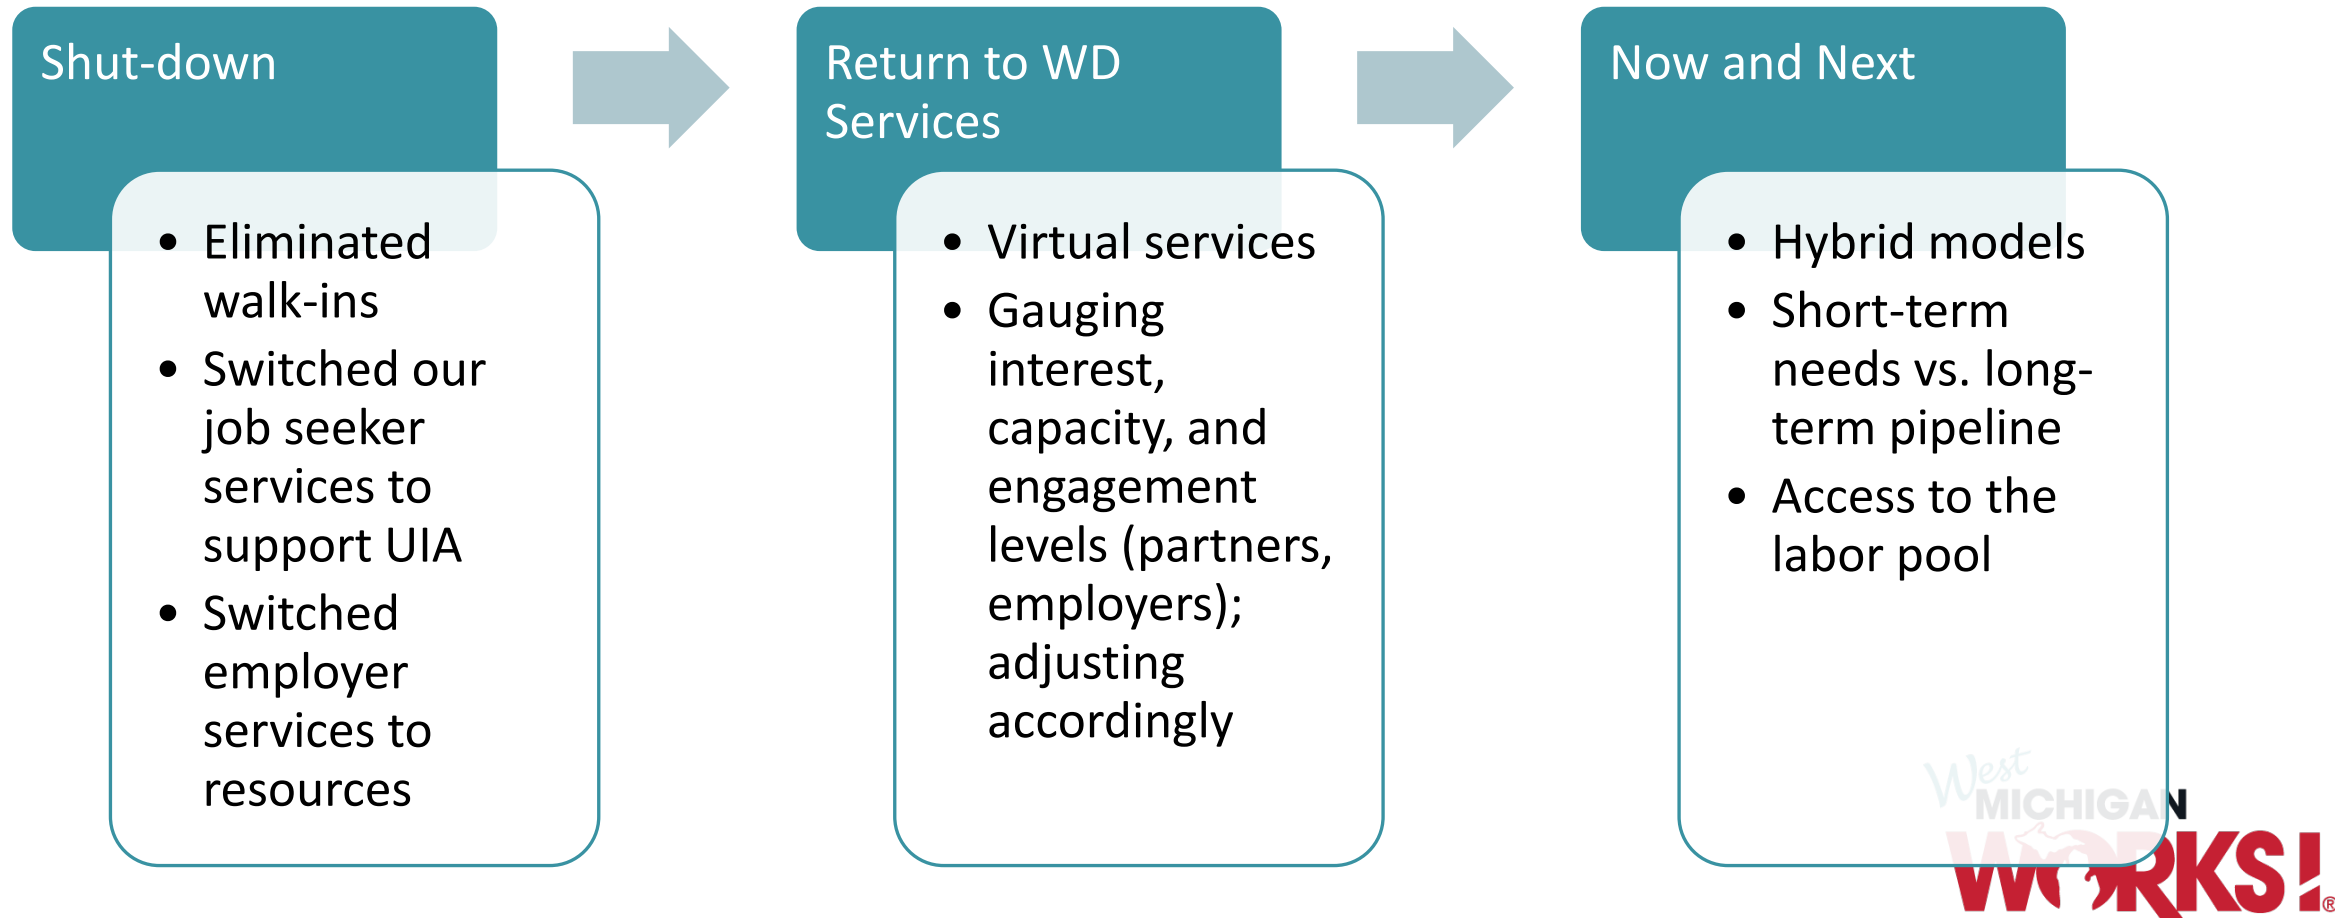 Shut-down
• Eliminated
walk-ins
• Switched our
job seeker
services to
support UIA
• Switched
employer
services to
resources
Return to WD
Services
• Virtual services
• Gauging
interest,
capacity, and
engagement
levels (partners,
employers);
adjusting
accordingly
Now and Next
• Hybrid models
• Short-term
needs vs. long-
term pipeline
• Access to the
labor pool
West
MICHIGAN
WORKS!®